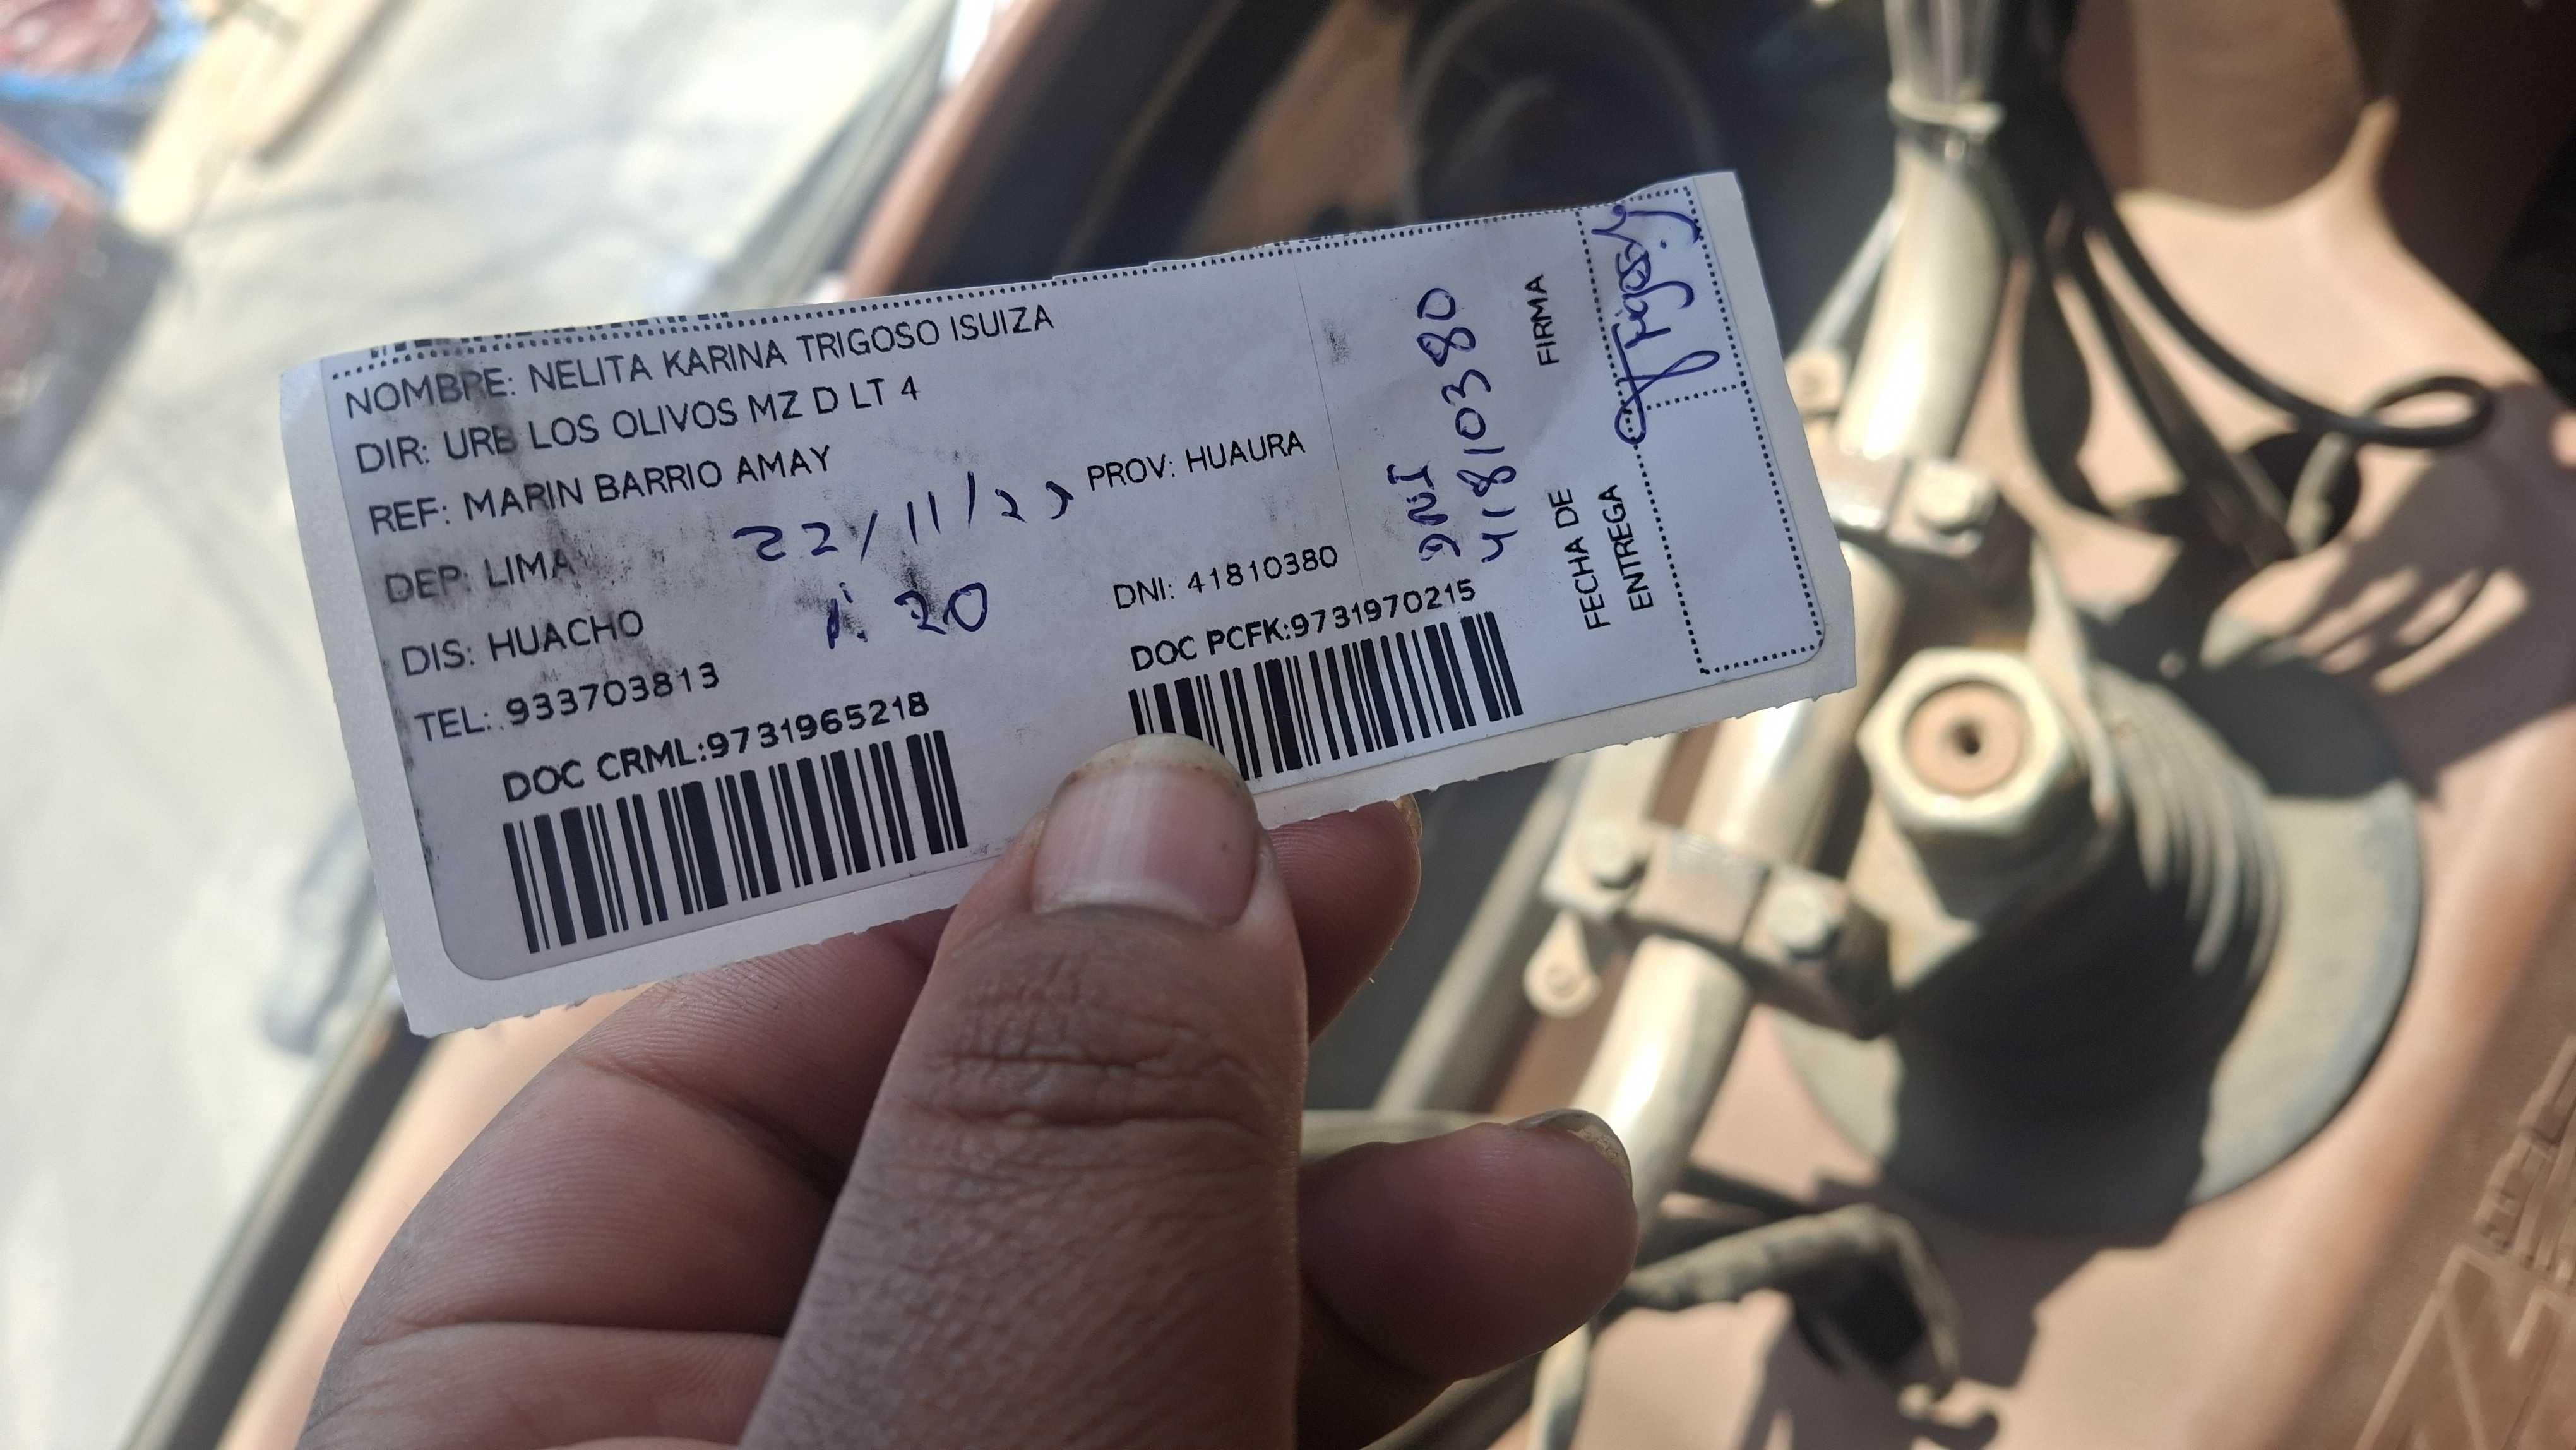 NOMBRE: NELITA KARINA TRIGOSO ISUIZA
DIR: URB LOS OLIVOS MZ D LT 4
REF: MARIN BARRIO AMAY
22/11/23
DEP: LIMA
PROV: HUAURA
1:20
DIS: HUACHO
DNI: 41810380
TEL: 933703813
DOC CRML:9731965218
DOC PCFK:9731970215
DNI
41810380
FIRMA
FECHA DE
ENTREGA